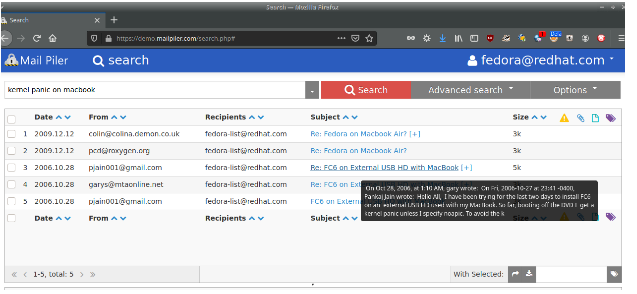 Search — Mozilla Firefox
Search
https://demo.mailpiler.com/search.php#
Mail Piler
search
fedora@redhat.com
kernel panic on macbook
Search
Advanced search
Options
Date From Recipients Subject Size
1 2009.12.12 colin@colina.demon.co.uk fedora-list@redhat.com Re: Fedora on Macbook Air? [+] 3k
2 2009.12.12 pcd@roxygen.org fedora-list@redhat.com Re: Fedora on Macbook Air? 3k
3 2006.10.28 pjain001@gmail.com fedora-list@redhat.com Re: FC6 on External USB HD with MacBook [+] 5k
4 2006.10.28 garys@mtaonline.net fedora-list@redhat.com Re: FC6 on Ext
5 2006.10.28 pjain001@gmail.com fedora-list@redhat.com FC6 on Extern
On Oct 28, 2006, at 1:10 AM, gary wrote: On Fri, 2006-10-27 at 23:41 -0400,
Pankaj Jain wrote: Hello All, I have been trying for the last two days to install FC6
on an external USB HD used with my MacBook. So far, booting off the DVD I get a
kernel panic unless I specify noapic. To avoid the k
Date From Recipients Subject
« ‹ 1-5, total: 5 › »
With Selected: